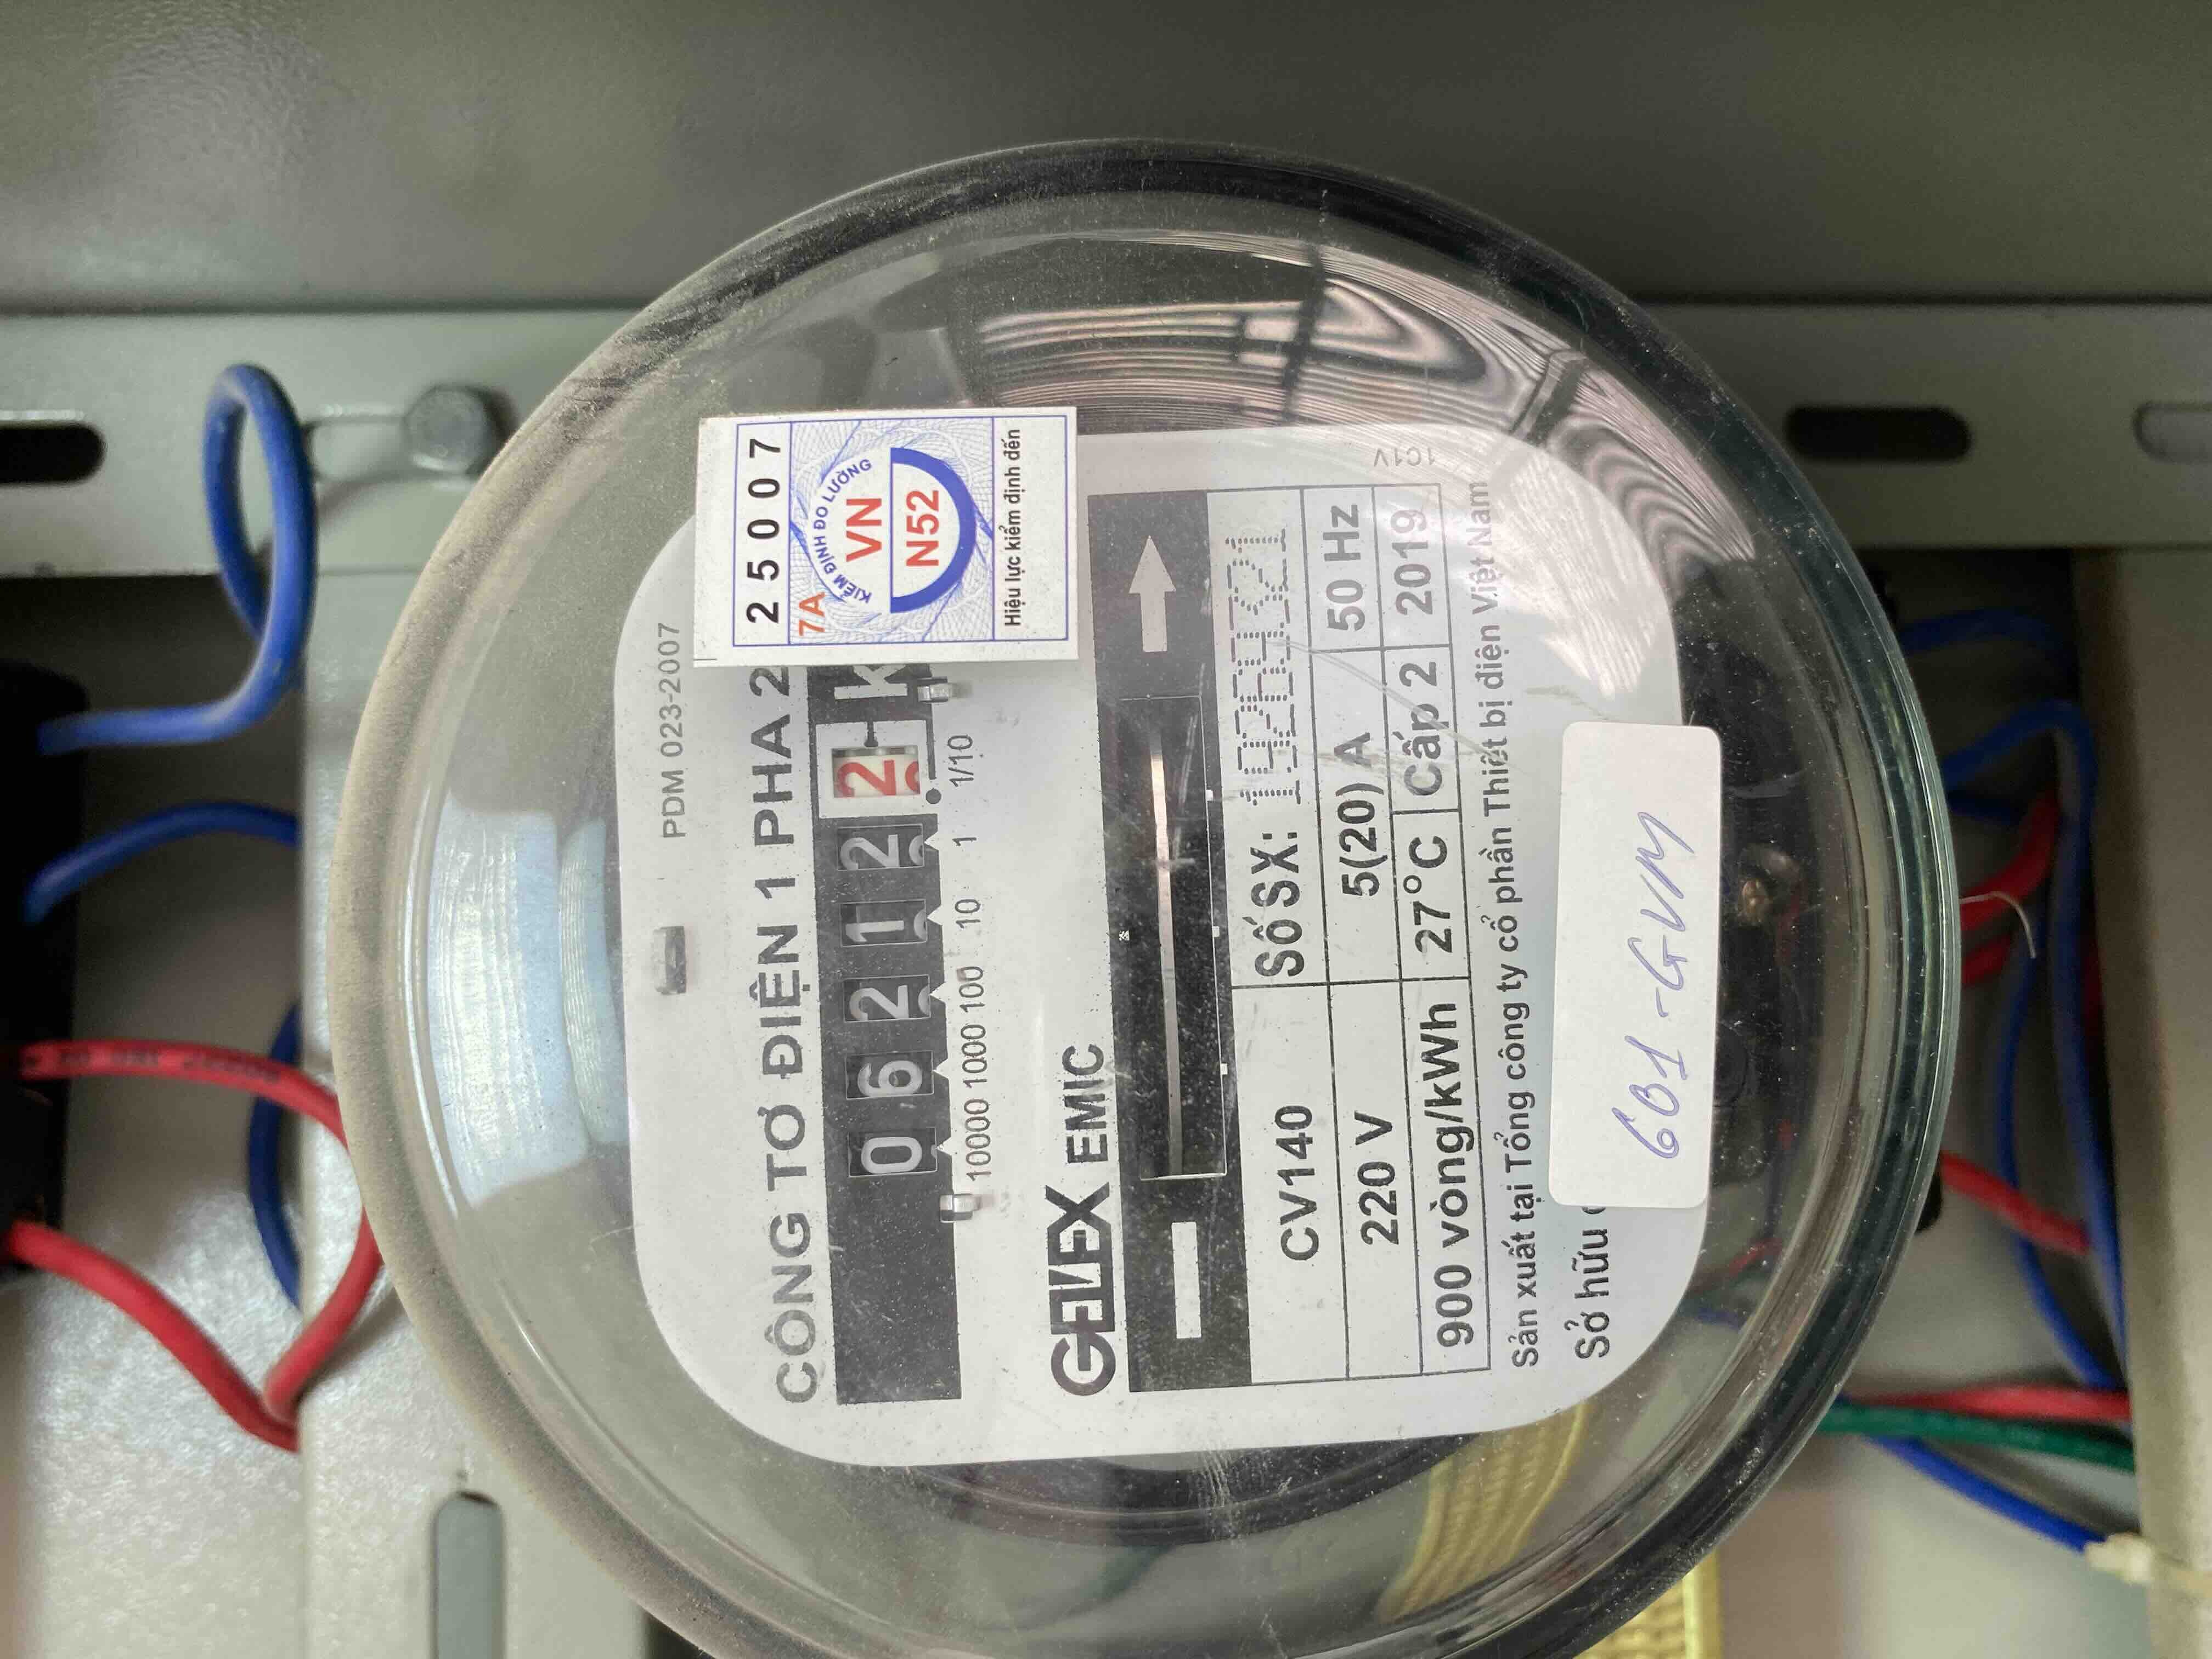 PDM 023-2007
25007
7A
KIỂM ĐỊNH ĐO LƯỜNG
VN
N52
Hiệu lực kiểm định đến
CÔNG TƠ ĐIỆN 1 PHA 2
0 6 2 1 2 2 k
10000 1000 100 10 1 1/10
GELEX EMIC
CV140 Số SX:
220 V 5(20) A 50 Hz
900 vòng/kWh 27°C Cấp 2 2019
Sản xuất tại Tổng công ty cổ phần Thiết bị điện Việt Nam
Sở hữu
1C1V
6B1-GVM